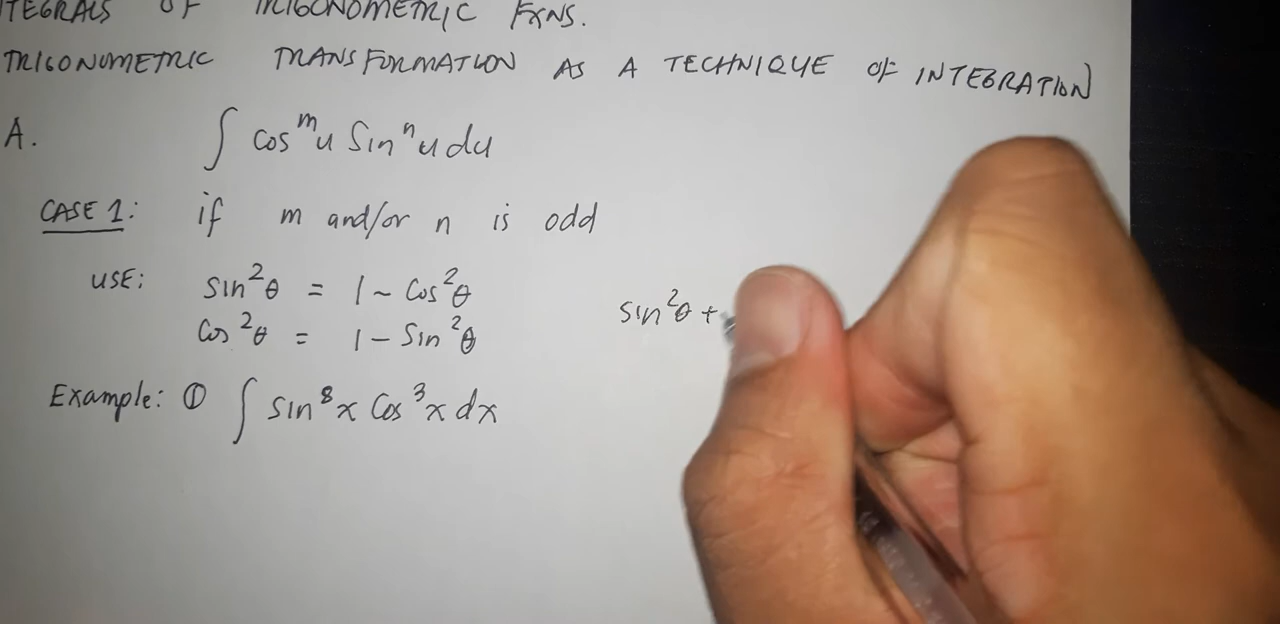 TEGRALS OF TRIGONOMETRIC FXNS.
TRIGONOMETRIC TRANSFORMATION AS A TECHNIQUE OF INTEGRATION
A. ∫ cos^m u sin^n u du
CASE 1: if m and/or n is odd
USE: sin²θ = 1 - cos²θ
cos²θ = 1 - sin²θ
sin²θ +
Example: ① ∫ sin⁸x cos³x dx